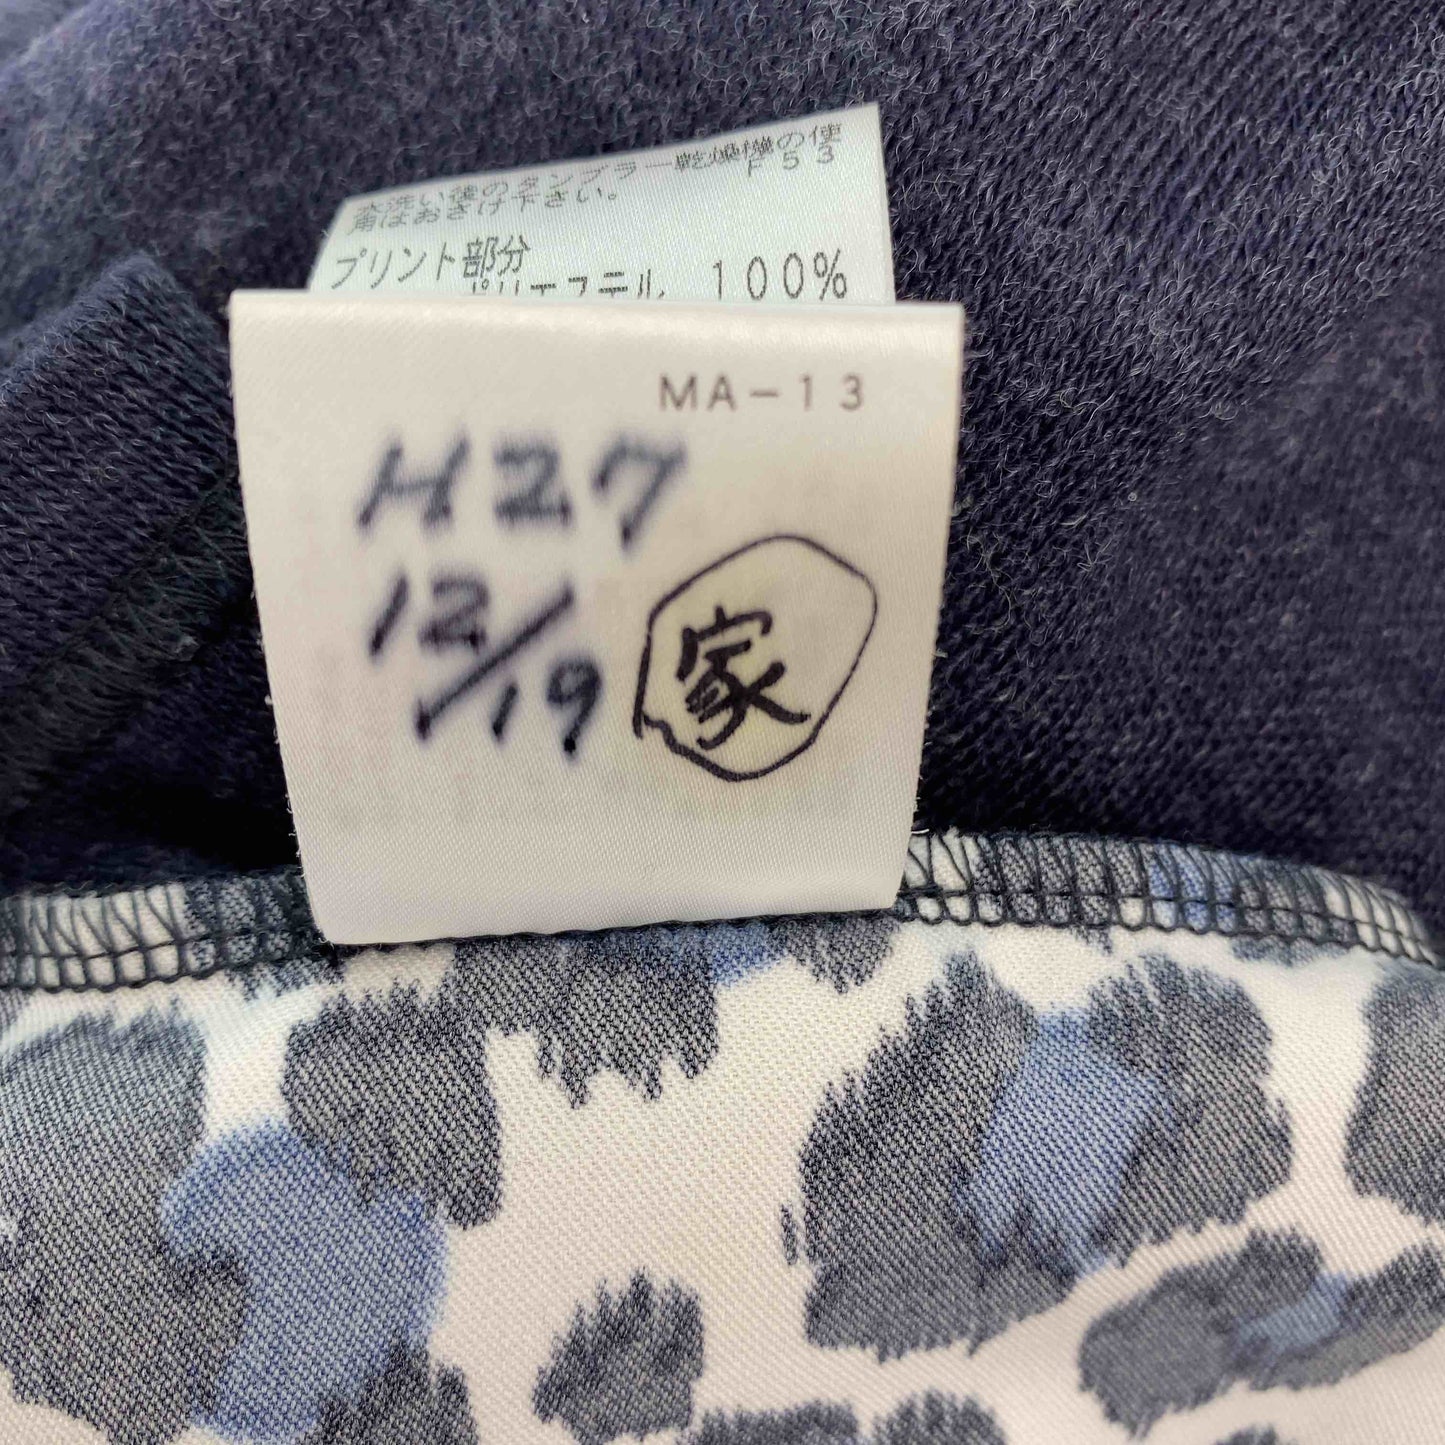 水洗い後のタンブラー乾燥機の使
用はおさけ下さい。 F53
プリント部分
ポリエステル 100%
MA-13
H27
12/19
家